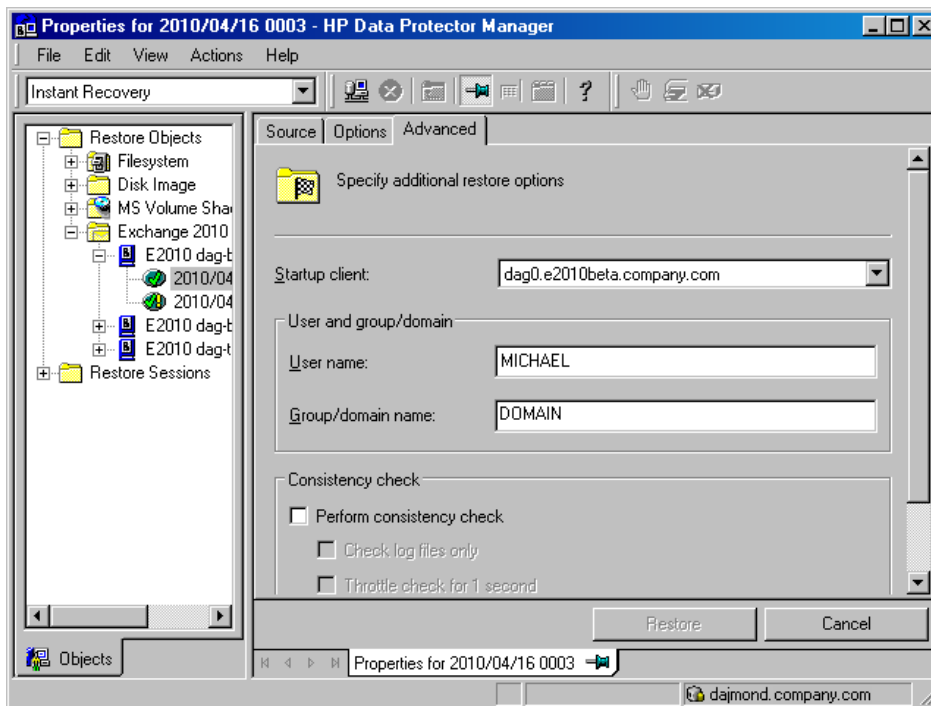 Properties for 2010/04/16 0003 - HP Data Protector Manager
File Edit View Actions Help
Instant Recovery
Restore Objects
Filesystem
Disk Image
MS Volume Sha
Exchange 2010
E2010 dag-b
2010/04
2010/04
E2010 dag-b
E2010 dag-t
Restore Sessions
Objects
Source Options Advanced
Specify additional restore options
Startup client: dag0.e2010beta.company.com
User and group/domain
User name: MICHAEL
Group/domain name: DOMAIN
Consistency check
Perform consistency check
Check log files only
Throttle check for 1 second
Restore Cancel
Properties for 2010/04/16 0003
dajmond.company.com